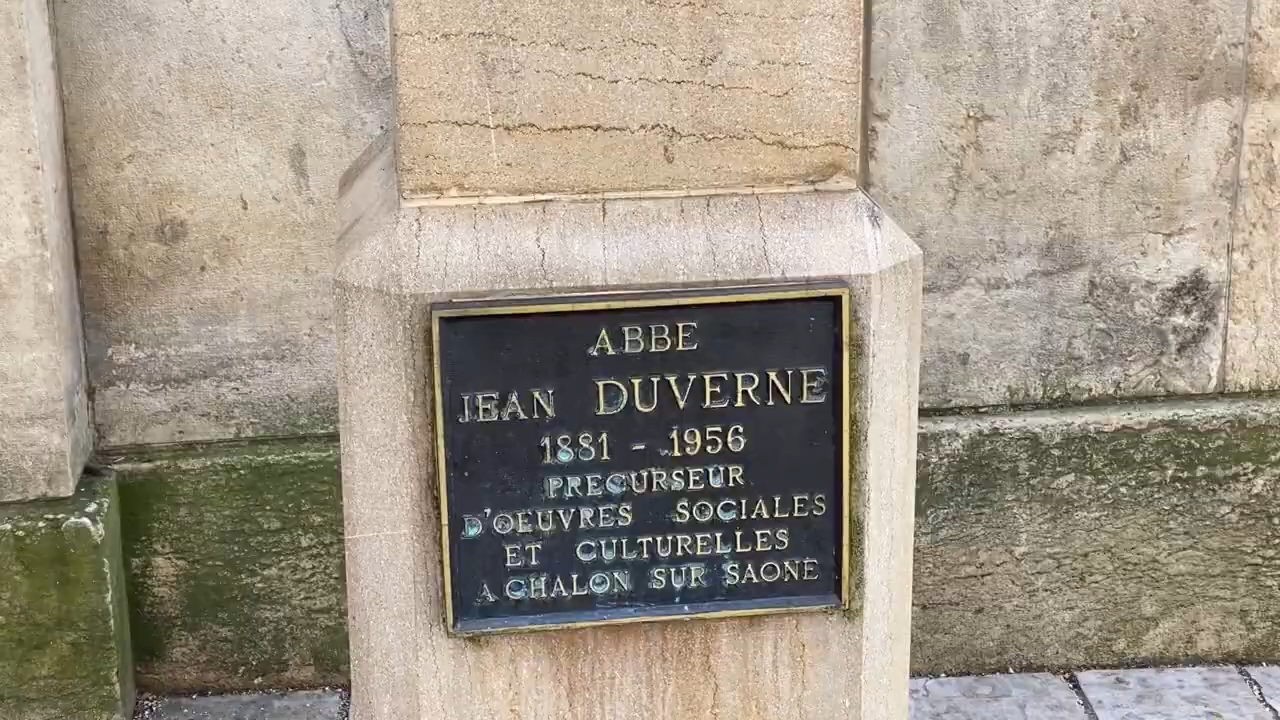 ABBE
JEAN DUVERNE
1881 - 1956
PRECURSEUR
D'OEUVRES SOCIALES
ET CULTURELLES
A CHALON SUR SAONE